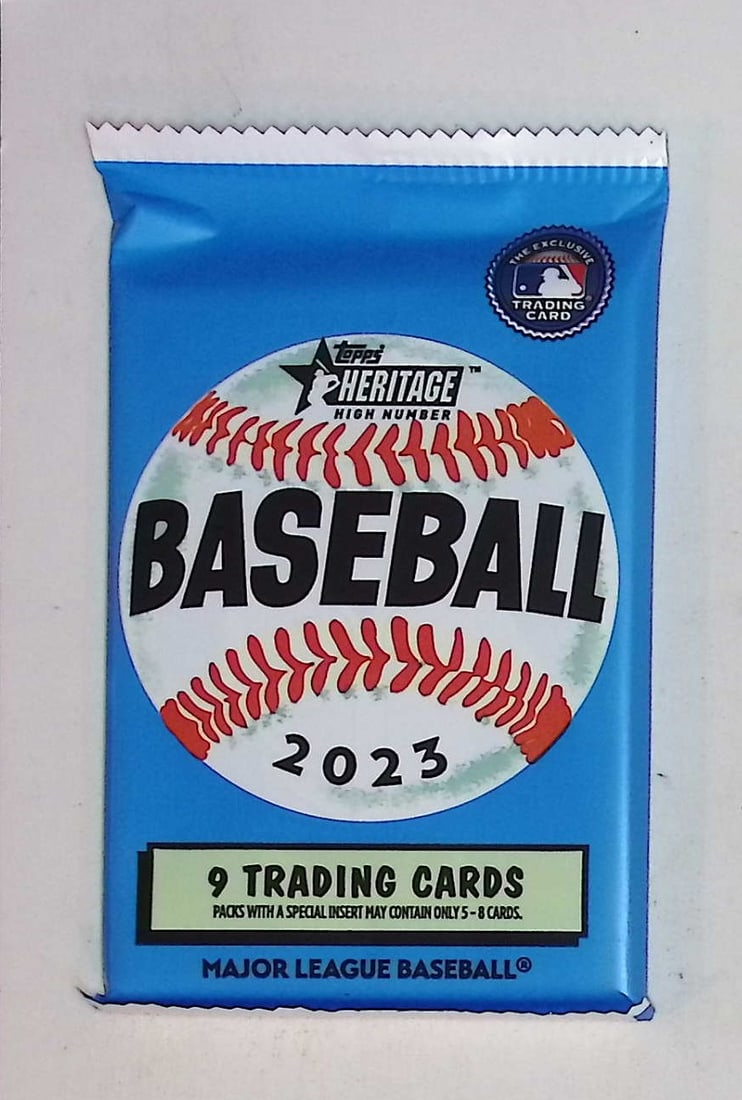 THE EXCLUSIVE
TRADING
CARD
topps
HERITAGE™
HIGH NUMBER
BASEBALL
2023
9 TRADING CARDS
PACKS WITH A SPECIAL INSERT MAY CONTAIN ONLY 5 – 8 CARDS.
MAJOR LEAGUE BASEBALL®